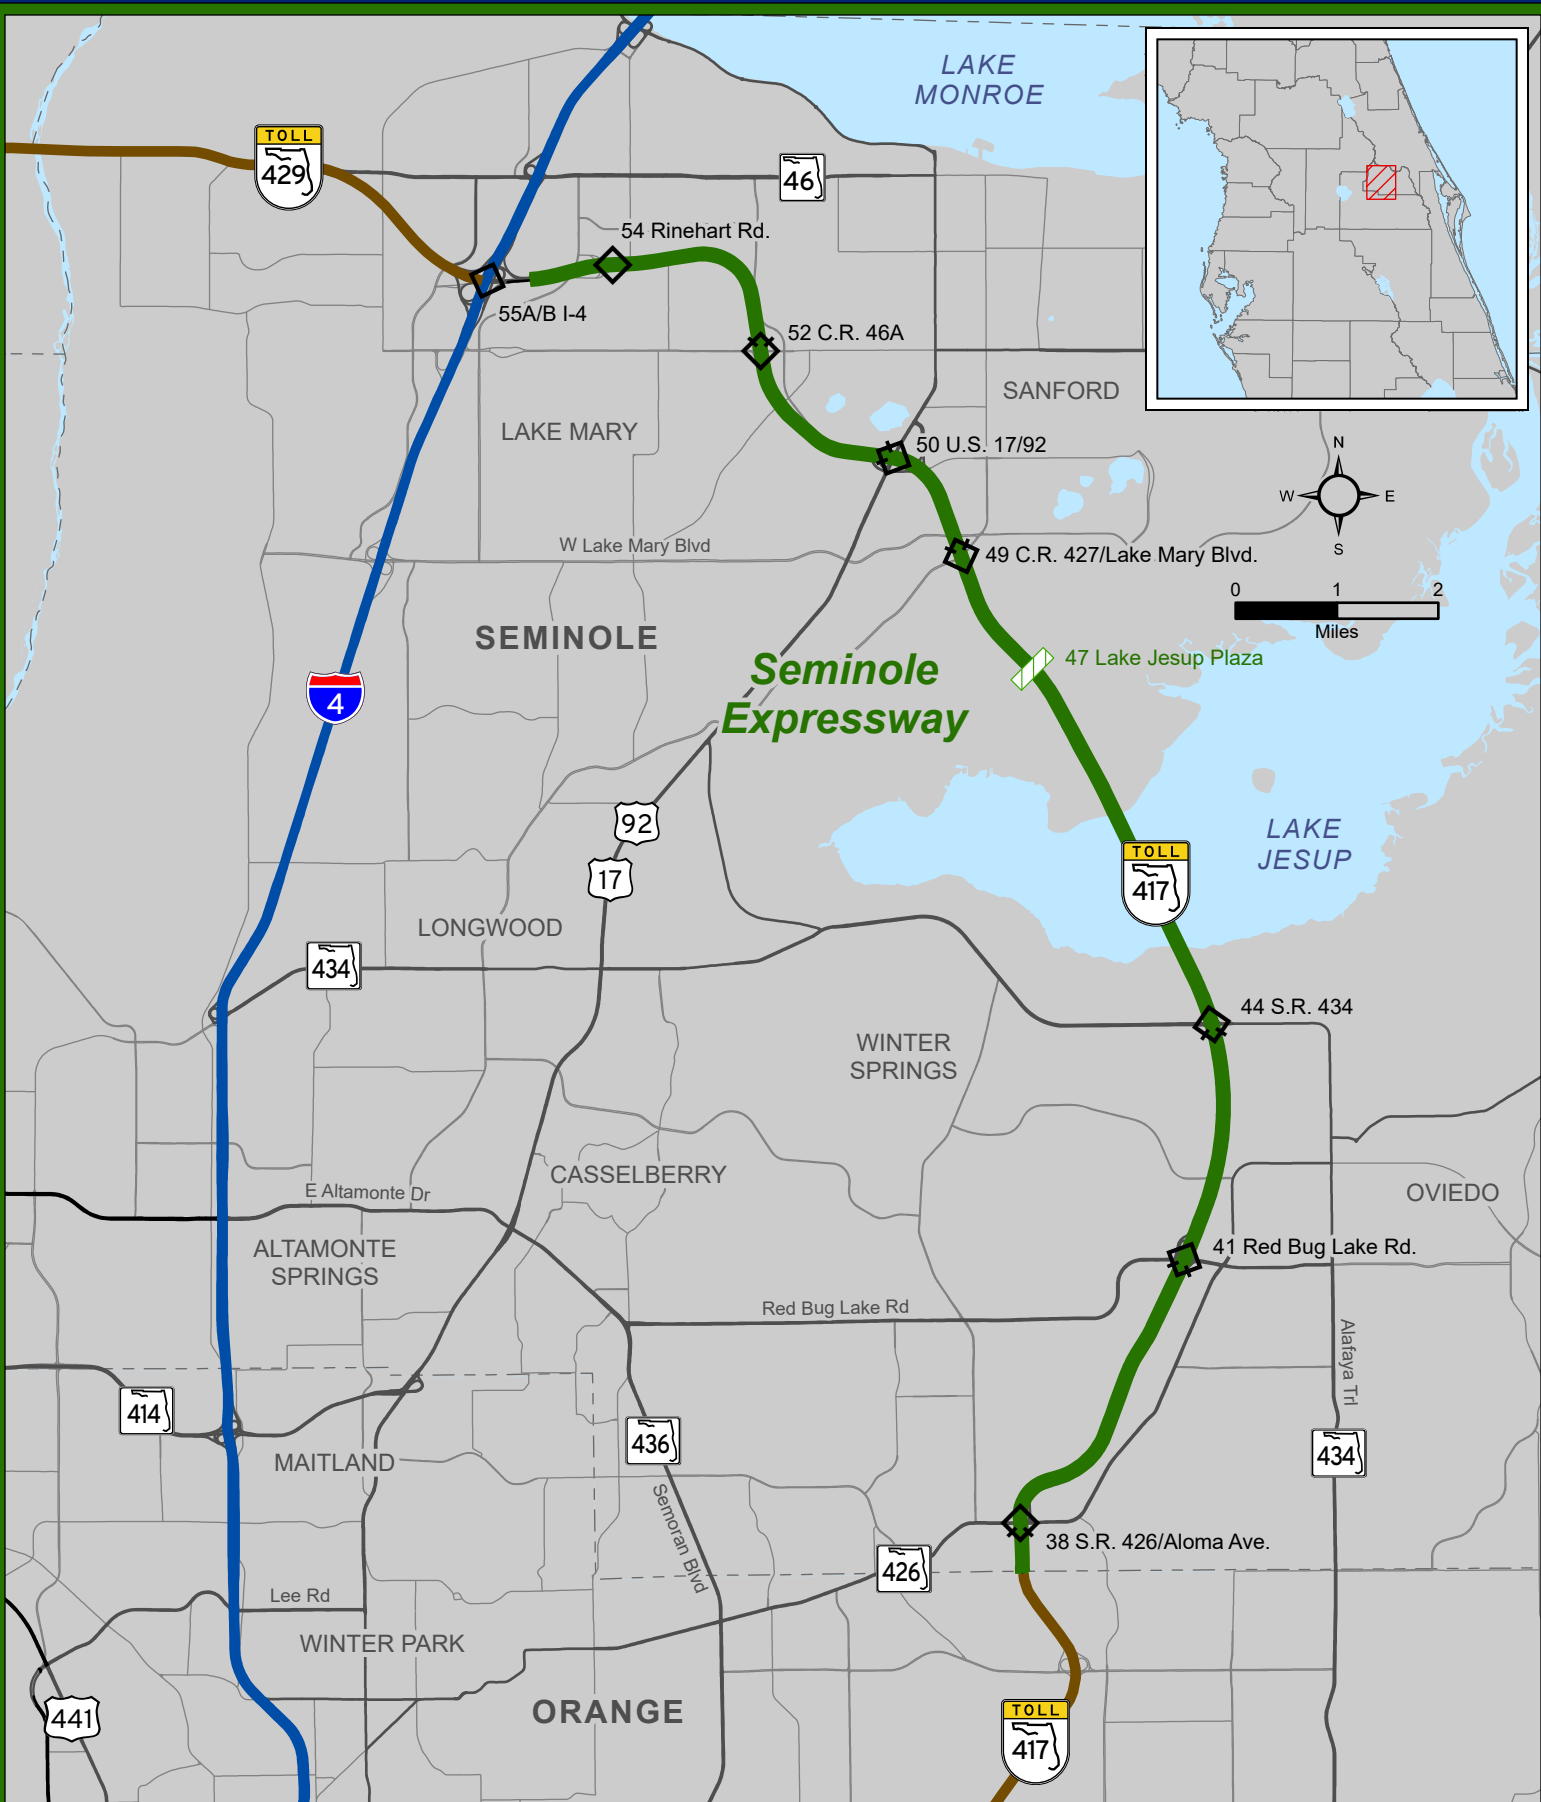 LAKE
MONROE
TOLL
429
46
54 Rinehart Rd.
55A/B I-4
52 C.R. 46A
SANFORD
LAKE MARY
50 U.S. 17/92
N
W
E
S
W Lake Mary Blvd
49 C.R. 427/Lake Mary Blvd.
0 1 2
Miles
SEMINOLE
Seminole
Expressway
47 Lake Jesup Plaza
4
92
17
LAKE
JESUP
TOLL
417
LONGWOOD
434
44 S.R. 434
WINTER
SPRINGS
CASSELBERRY
E Altamonte Dr
OVIEDO
ALTAMONTE
SPRINGS
41 Red Bug Lake Rd.
Red Bug Lake Rd
Alafaya Trl
414
436
434
MAITLAND
Semoran Blvd
38 S.R. 426/Aloma Ave.
426
Lee Rd
WINTER PARK
ORANGE
441
TOLL
417